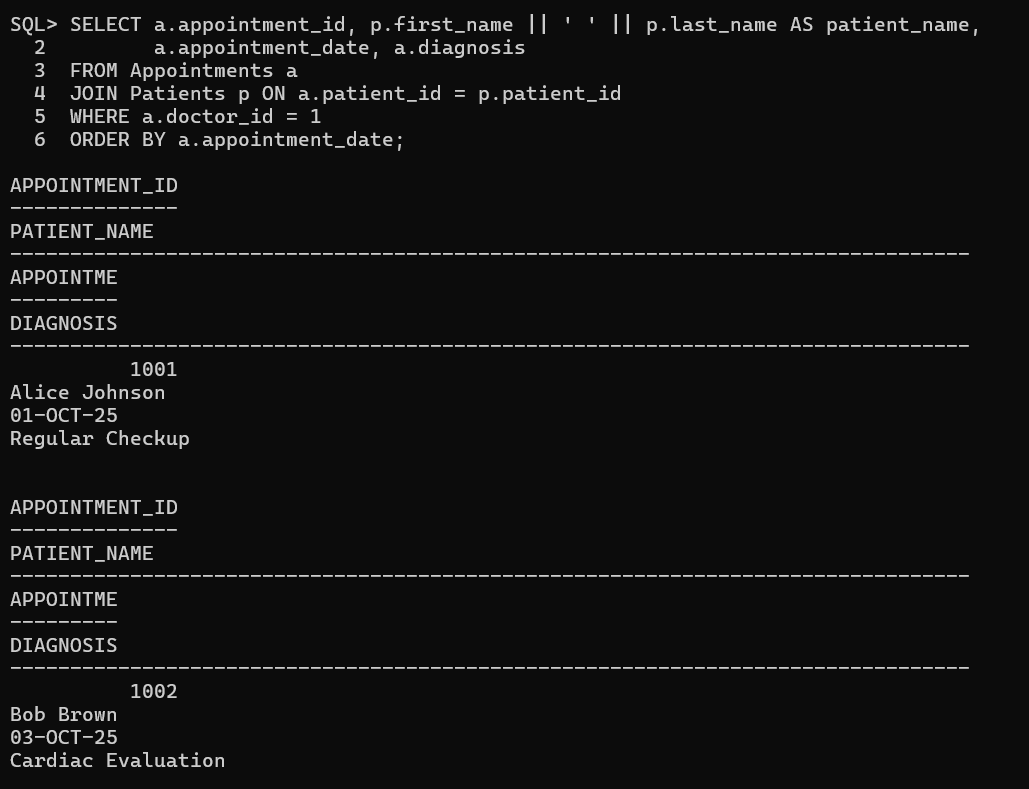 SQL> SELECT a.appointment_id, p.first_name || ' ' || p.last_name AS patient_name,
  2         a.appointment_date, a.diagnosis
  3  FROM Appointments a
  4  JOIN Patients p ON a.patient_id = p.patient_id
  5  WHERE a.doctor_id = 1
  6  ORDER BY a.appointment_date;

APPOINTMENT_ID
--------------
PATIENT_NAME
--------------------------------------------------------------------------------
APPOINTME
---------
DIAGNOSIS
--------------------------------------------------------------------------------
          1001
Alice Johnson
01-OCT-25
Regular Checkup


APPOINTMENT_ID
--------------
PATIENT_NAME
--------------------------------------------------------------------------------
APPOINTME
---------
DIAGNOSIS
--------------------------------------------------------------------------------
          1002
Bob Brown
03-OCT-25
Cardiac Evaluation